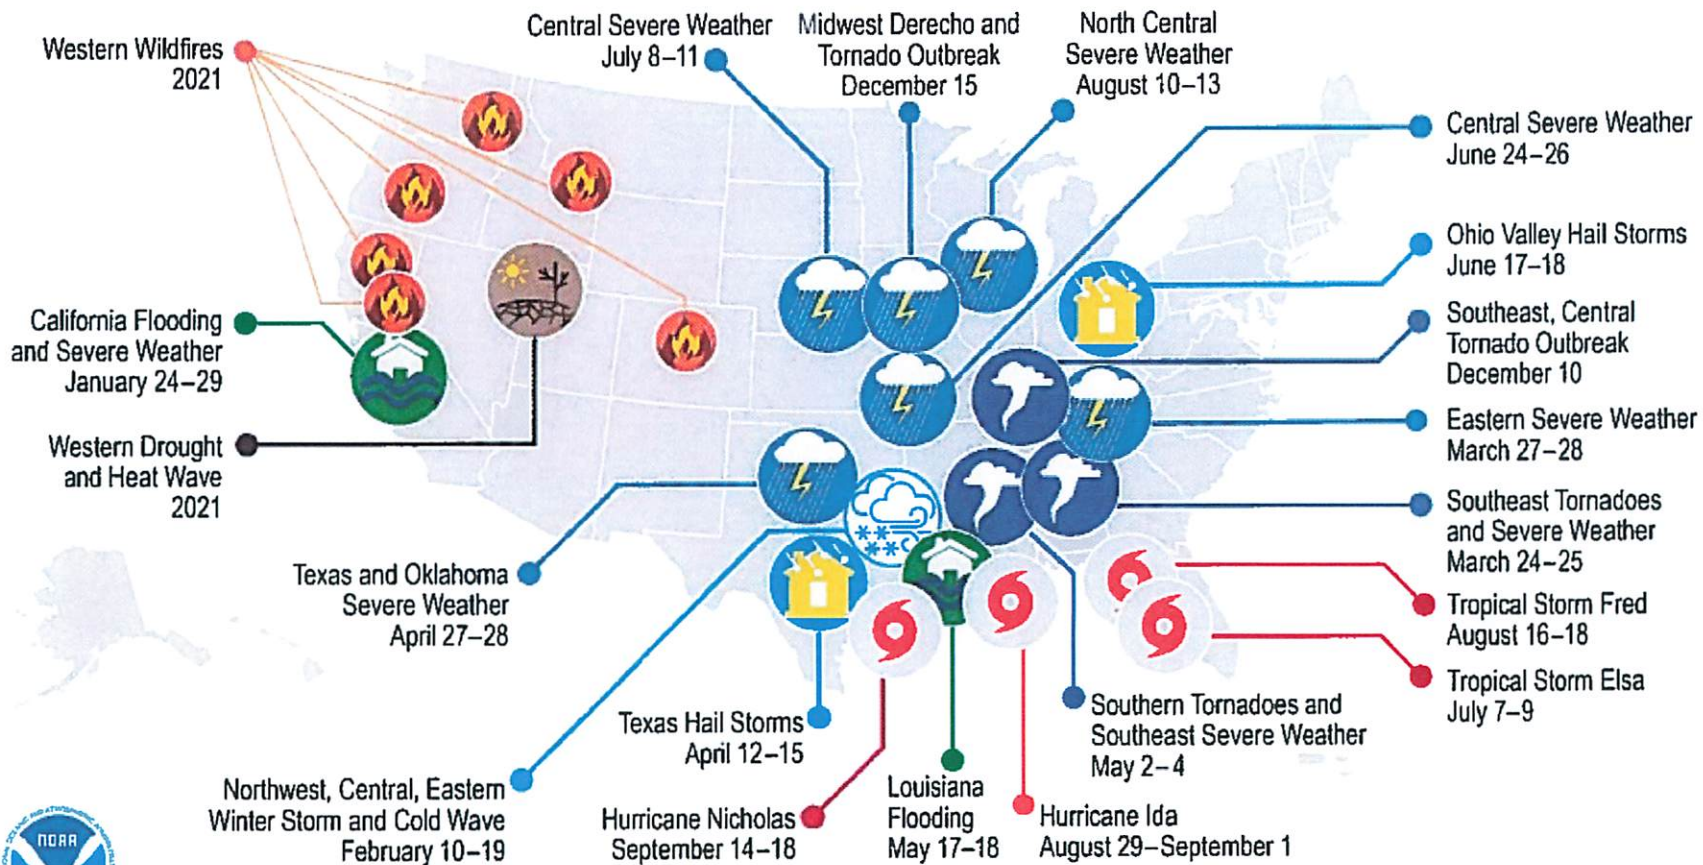 Western Wildfires
2021
Central Severe Weather
July 8–11
Midwest Derecho and
Tornado Outbreak
December 15
North Central
Severe Weather
August 10–13
Central Severe Weather
June 24–26
Ohio Valley Hail Storms
June 17–18
Southeast, Central
Tornado Outbreak
December 10
Eastern Severe Weather
March 27–28
Southeast Tornadoes
and Severe Weather
March 24–25
Tropical Storm Fred
August 16–18
Tropical Storm Elsa
July 7–9
California Flooding
and Severe Weather
January 24–29
Western Drought
and Heat Wave
2021
Texas and Oklahoma
Severe Weather
April 27–28
Northwest, Central, Eastern
Winter Storm and Cold Wave
February 10–19
Texas Hail Storms
April 12–15
Hurricane Nicholas
September 14–18
Louisiana
Flooding
May 17–18
Hurricane Ida
August 29–September 1
Southern Tornadoes and
Southeast Severe Weather
May 2–4
NOAA